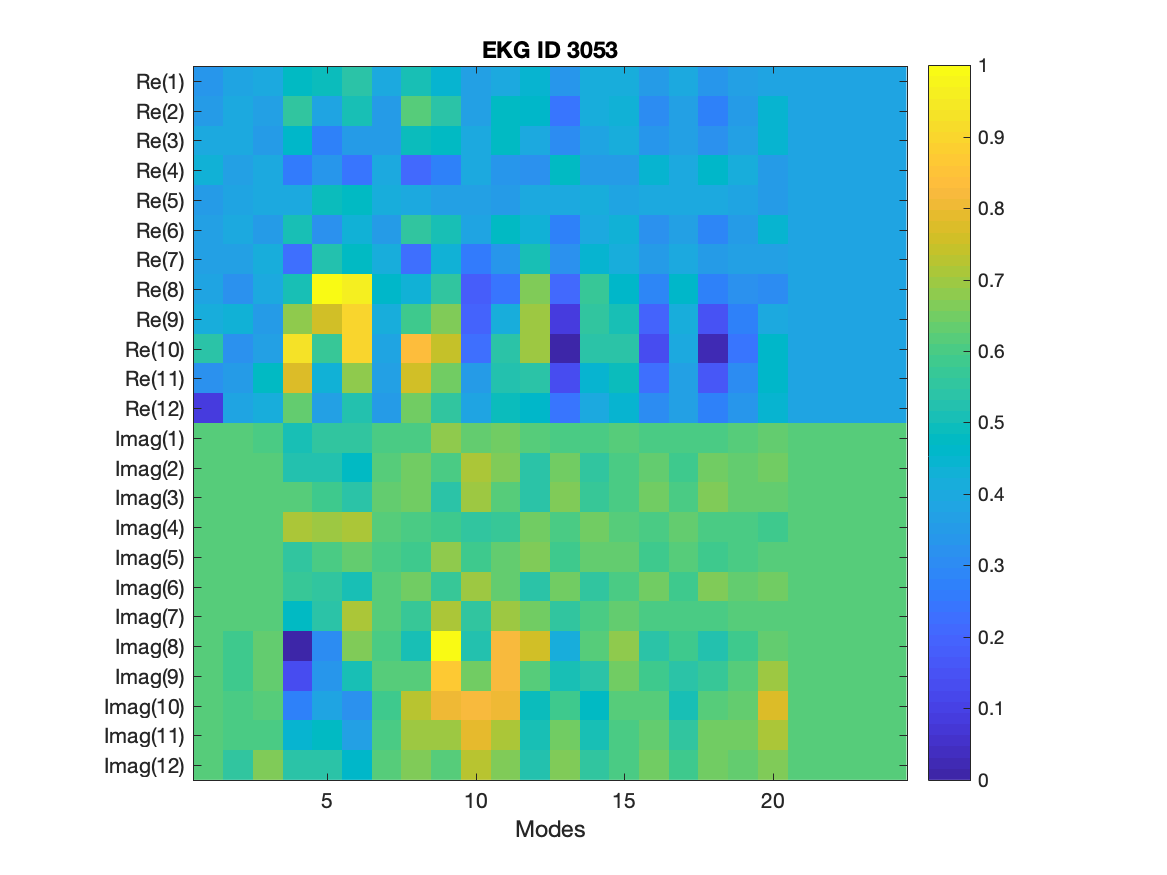 EKG ID 3053
Re(1)
Re(2)
Re(3)
Re(4)
Re(5)
Re(6)
Re(7)
Re(8)
Re(9)
Re(10)
Re(11)
Re(12)
Imag(1)
Imag(2)
Imag(3)
Imag(4)
Imag(5)
Imag(6)
Imag(7)
Imag(8)
Imag(9)
Imag(10)
Imag(11)
Imag(12)
5 10 15 20
Modes
1
0.9
0.8
0.7
0.6
0.5
0.4
0.3
0.2
0.1
0